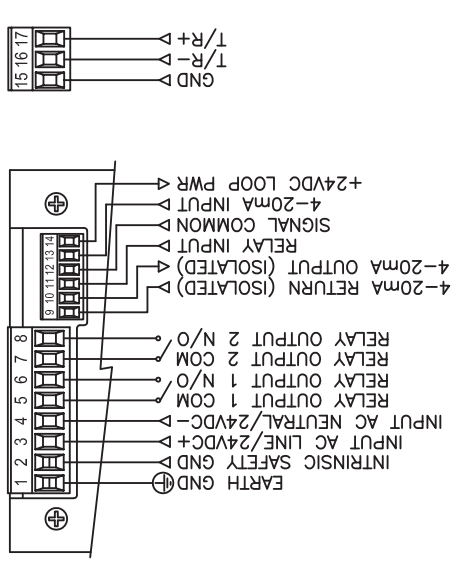 EARTH GND 1
INTRINSIC SAFETY GND 2
INPUT AC LINE/24VDC+ 3
INPUT AC NEUTRAL/24VDC- 4
RELAY OUTPUT 1 COM 5
RELAY OUTPUT 1 N/O 6
RELAY OUTPUT 2 COM 7
RELAY OUTPUT 2 N/O 8
4-20mA RETURN (ISOLATED) 9
4-20mA OUTPUT (ISOLATED) 10
RELAY INPUT 11
SIGNAL COMMON 12
4-20mA INPUT 13
+24VDC LOOP PWR 14
GND 15
T/R- 16
T/R+ 17